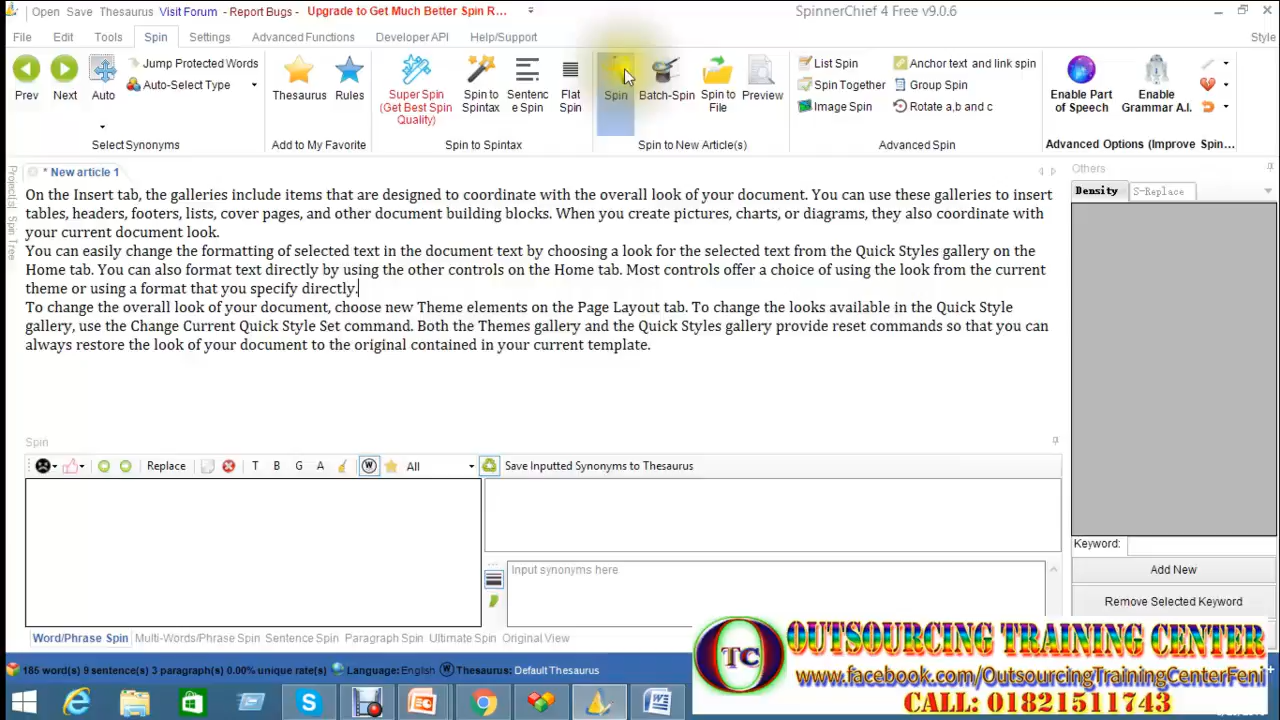 Open Save Thesaurus Visit Forum - Report Bugs - Upgrade to Get Much Better Spin R...
SpinnerChief 4 Free v9.0.6
File Edit Tools Spin Settings Advanced Functions Developer API Help/Support Style
Prev Next Auto
Jump Protected Words
Auto-Select Type
Select Synonyms
Thesaurus Rules
Add to My Favorite
Super Spin
(Get Best Spin
Quality)
Spin to
Spintax
Sentenc
e Spin
Flat
Spin
Spin to Spintax
Spin Batch-Spin
Spin to
File
Preview
Spin to New Article(s)
List Spin
Spin Together
Image Spin
Anchor text and link spin
Group Spin
Rotate a,b and c
Advanced Spin
Enable Part
of Speech
Enable
Grammar A.I.
Advanced Options (Improve Spin...
Project(s)
Spin Tree
* New article 1
On the Insert tab, the galleries include items that are designed to coordinate with the overall look of your document. You can use these galleries to insert
tables, headers, footers, lists, cover pages, and other document building blocks. When you create pictures, charts, or diagrams, they also coordinate with
your current document look.
You can easily change the formatting of selected text in the document text by choosing a look for the selected text from the Quick Styles gallery on the
Home tab. You can also format text directly by using the other controls on the Home tab. Most controls offer a choice of using the look from the current
theme or using a format that you specify directly.
To change the overall look of your document, choose new Theme elements on the Page Layout tab. To change the looks available in the Quick Style
gallery, use the Change Current Quick Style Set command. Both the Themes gallery and the Quick Styles gallery provide reset commands so that you can
always restore the look of your document to the original contained in your current template.
Others
Density S-Replace
Keyword:
Add New
Remove Selected Keyword
Spin
Replace T B G A W All Save Inputted Synonyms to Thesaurus
Input synonyms here
Word/Phrase Spin Multi-Words/Phrase Spin Sentence Spin Paragraph Spin Ultimate Spin Original View
185 word(s) 9 sentence(s) 3 paragraph(s) 0.00% unique rate(s) Language:English Thesaurus: Default Thesaurus
TC
OUTSOURCING TRAINING CENTER
www.facebook.com/OutsourcingTrainingCenterFeni
CALL: 01821511743